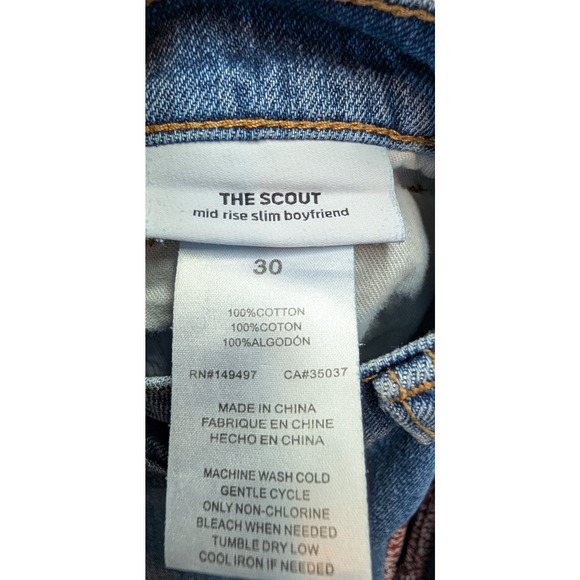 THE SCOUT
mid rise slim boyfriend
30
100%COTTON
100%COTON
100%ALGODÓN
RN#149497 CA#35037
MADE IN CHINA
FABRIQUE EN CHINE
HECHO EN CHINA
MACHINE WASH COLD
GENTLE CYCLE
ONLY NON-CHLORINE
BLEACH WHEN NEEDED
TUMBLE DRY LOW
COOL IRON IF NEEDED